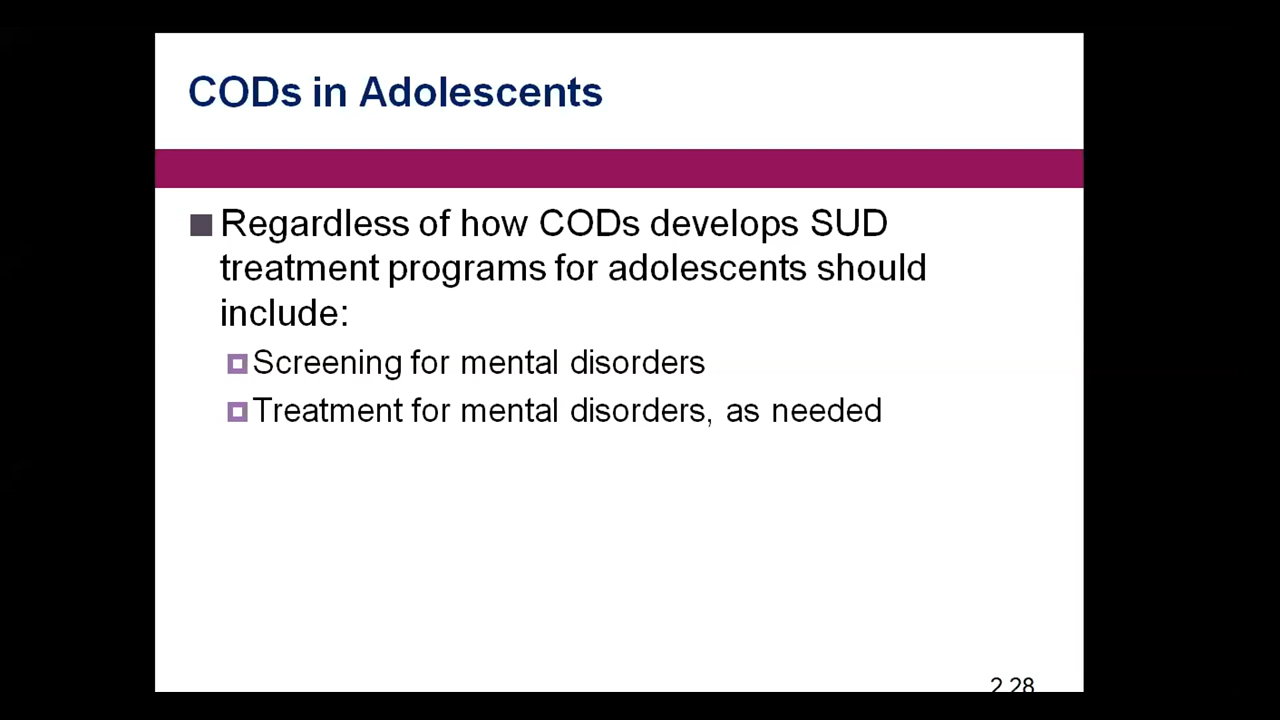 CODs in Adolescents
Regardless of how CODs develops SUD
treatment programs for adolescents should
include:
Screening for mental disorders
Treatment for mental disorders, as needed
2.28